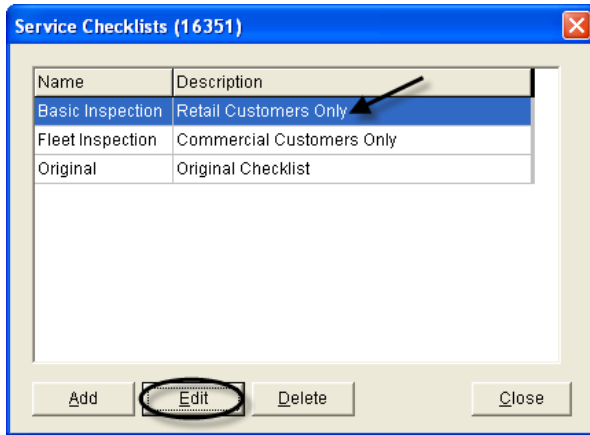 Service Checklists (16351)
Name Description
Basic Inspection Retail Customers Only
Fleet Inspection Commercial Customers Only
Original Original Checklist
Add Edit Delete Close